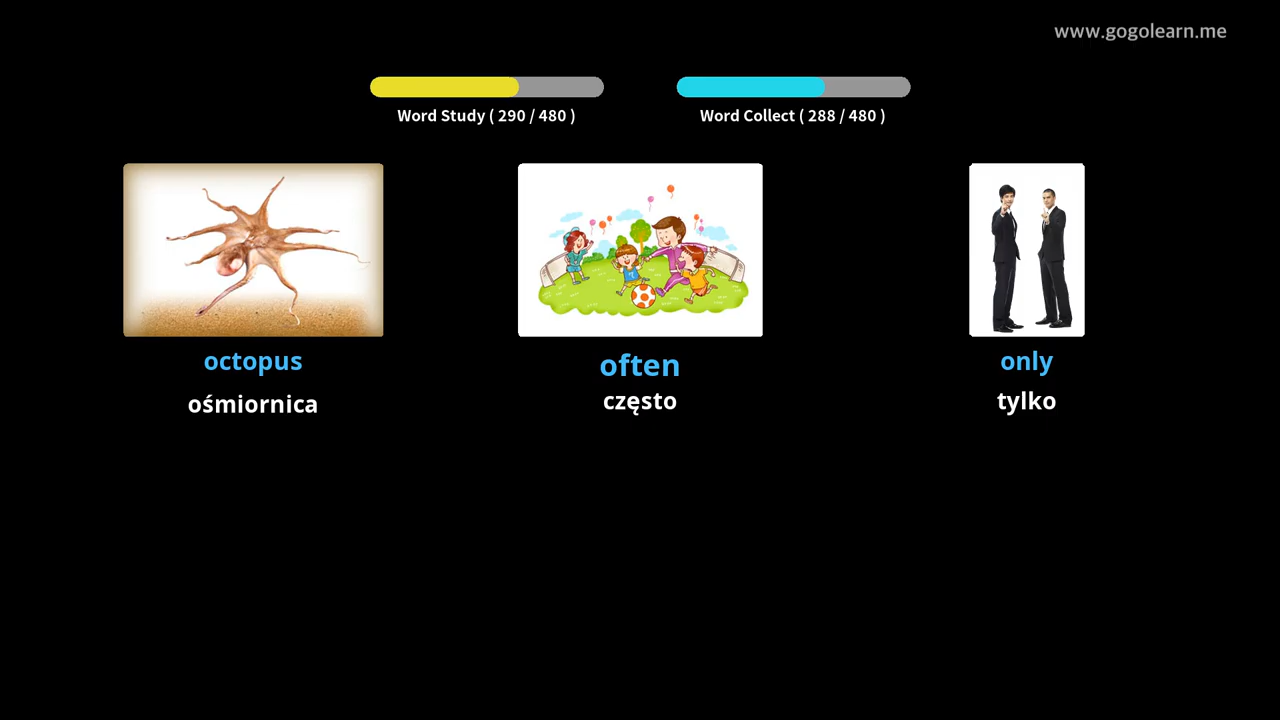 www.gogolearn.me
Word Study ( 290 / 480 )
Word Collect ( 288 / 480 )
octopus
often
only
ośmiornica
często
tylko